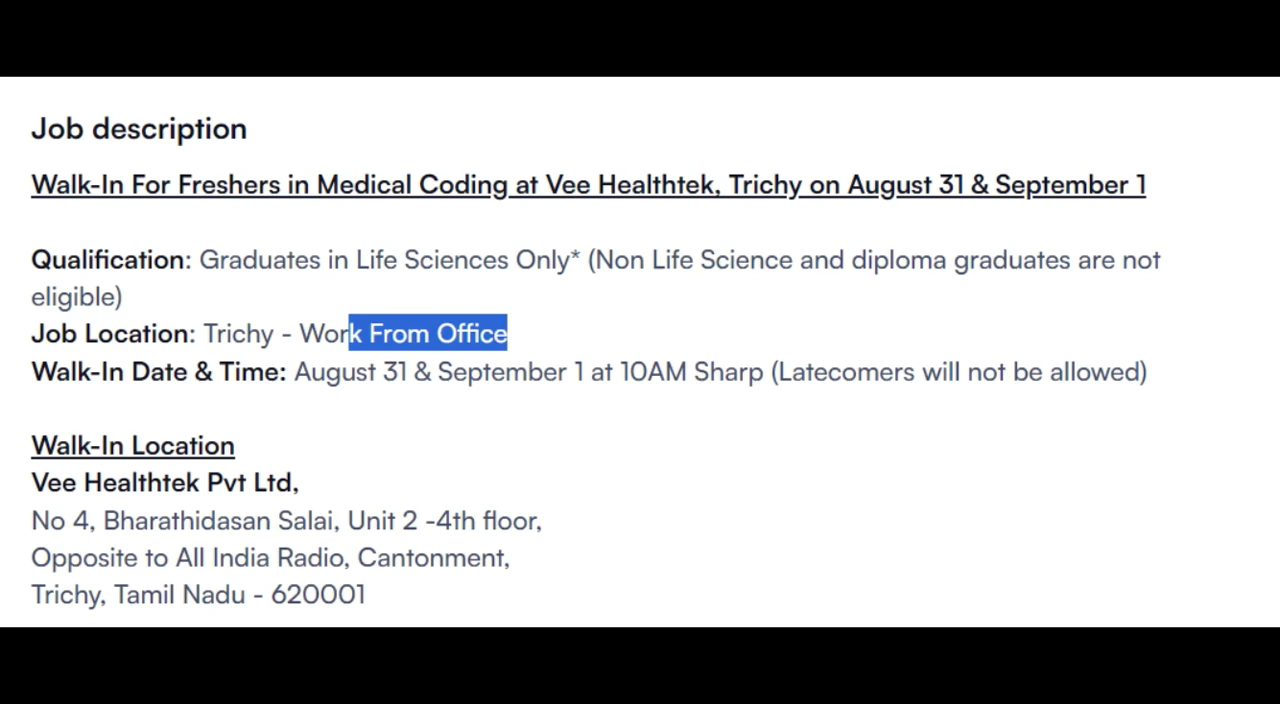 Job description
Walk-In For Freshers in Medical Coding at Vee Healthtek, Trichy on August 31 & September 1
Qualification: Graduates in Life Sciences Only* (Non Life Science and diploma graduates are not
eligible)
Job Location: Trichy - Work From Office
Walk-In Date & Time: August 31 & September 1 at 10AM Sharp (Latecomers will not be allowed)
Walk-In Location
Vee Healthtek Pvt Ltd,
No 4, Bharathidasan Salai, Unit 2 -4th floor,
Opposite to All India Radio, Cantonment,
Trichy, Tamil Nadu - 620001